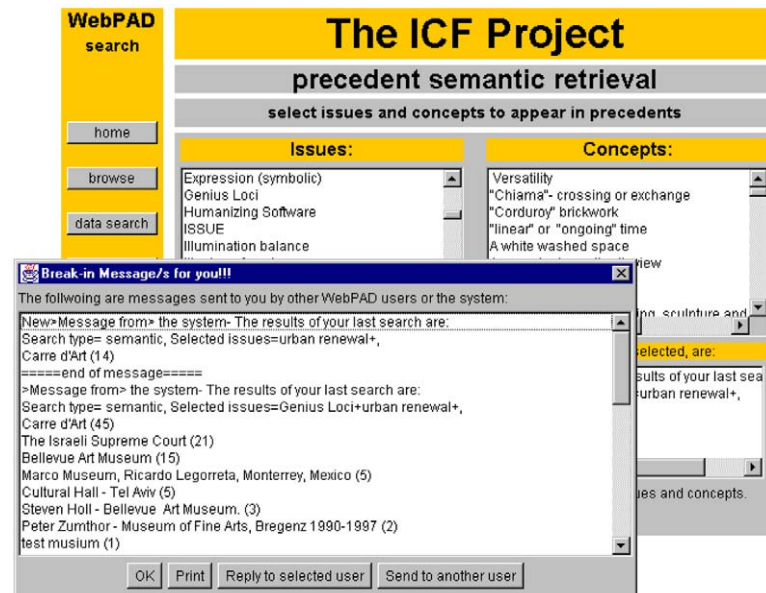 WebPAD
search
home
browse
data search
The ICF Project
precedent semantic retrieval
select issues and concepts to appear in precedents
Issues:
Expression (symbolic)
Genius Loci
Humanizing Software
ISSUE
Illumination balance
Concepts:
Versatility
"Chiama"- crossing or exchange
"Corduroy" brickwork
"linear" or "ongoing" time
A white washed space
view
sculpture and
selected, are:
sults of your last sea
urban renewal+,
ues and concepts.
Break-in Message/s for you!!!
The follwoing are messages sent to you by other WebPAD users or the system:
New>Message from> the system- The results of your last search are:
Search type= semantic, Selected issues=urban renewal+,
Carre d'Art (14)
=====end of message=====
>Message from> the system- The results of your last search are:
Search type= semantic, Selected issues=Genius Loci+urban renewal+,
Carre d'Art (45)
The Israeli Supreme Court (21)
Bellevue Art Museum (15)
Marco Museum, Ricardo Legorreta, Monterrey, Mexico (5)
Cultural Hall - Tel Aviv (5)
Steven Holl - Bellevue  Art Museum. (3)
Peter Zumthor - Museum of Fine Arts, Bregenz 1990-1997 (2)
test musium (1)
OK Print Reply to selected user Send to another user